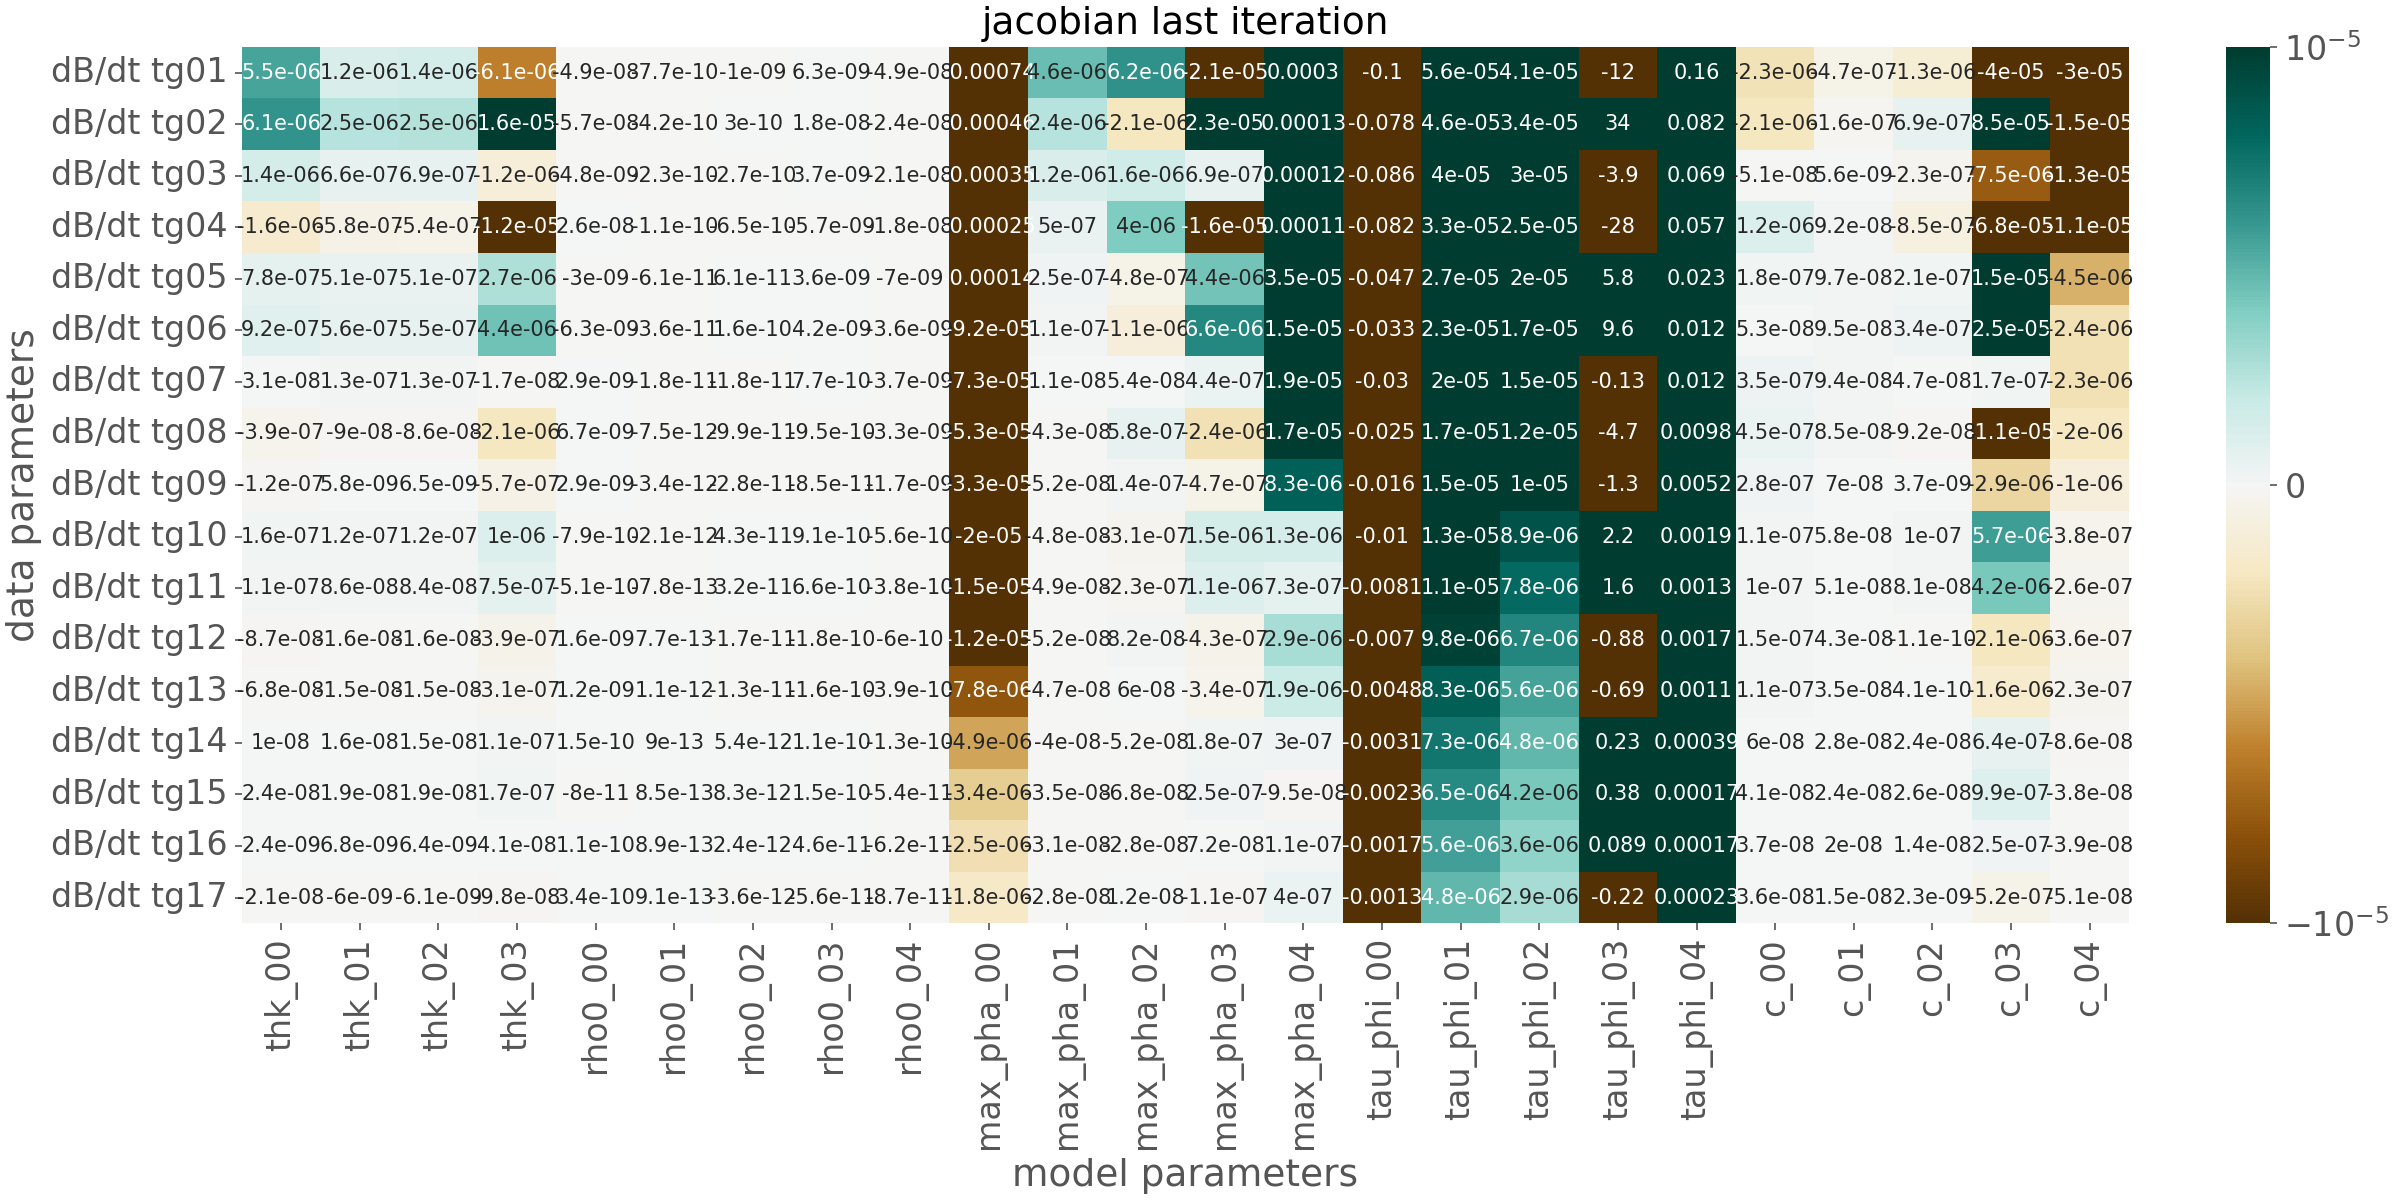 jacobian last iteration
dB/dt tg01 5.5e-06 1.2e-06 1.4e-06 -6.1e-06 -4.9e-08 -7.7e-10 -1e-09 6.3e-09 -4.9e-08 0.00074 4.6e-06 6.2e-06 -2.1e-05 0.0003 -0.1 5.6e-05 4.1e-05 -12 0.16 -2.3e-06 -4.7e-07 -1.3e-06 -4e-05 -3e-05
dB/dt tg02 6.1e-06 2.5e-06 2.5e-06 1.6e-05 -5.7e-08 -4.2e-10 3e-10 1.8e-08 -2.4e-08 0.00046 2.4e-06 -2.1e-06 2.3e-05 0.00013 -0.078 4.6e-05 3.4e-05 34 0.082 -2.1e-06 -1.6e-07 6.9e-07 8.5e-05 -1.5e-05
dB/dt tg03 1.4e-06 6.6e-07 6.9e-07 -1.2e-06 -4.8e-09 -2.3e-10 -2.7e-10 3.7e-09 -2.1e-08 0.00035 1.2e-06 1.6e-06 6.9e-07 0.00012 -0.086 4e-05 3e-05 -3.9 0.069 -5.1e-08 5.6e-09 -2.3e-07 -7.5e-06 -1.3e-05
dB/dt tg04 -1.6e-06 -5.8e-07 -5.4e-07 -1.2e-05 2.6e-08 -1.1e-10 -6.5e-10 -5.7e-09 -1.8e-08 0.00025 5e-07 4e-06 -1.6e-05 0.00011 -0.082 3.3e-05 2.5e-05 -28 0.057 1.2e-06 9.2e-08 -8.5e-07 -6.8e-05 -1.1e-05
dB/dt tg05 7.8e-07 5.1e-07 5.1e-07 2.7e-06 -3e-09 -6.1e-11 6.1e-11 3.6e-09 -7e-09 0.00014 2.5e-07 -4.8e-07 4.4e-06 3.5e-05 -0.047 2.7e-05 2e-05 5.8 0.023 1.8e-07 9.7e-08 2.1e-07 1.5e-05 -4.5e-06
dB/dt tg06 9.2e-07 5.6e-07 5.5e-07 4.4e-06 -6.3e-09 -3.6e-11 1.6e-10 4.2e-09 -3.6e-09 -9.2e-05 1.1e-07 -1.1e-06 6.6e-06 1.5e-05 -0.033 2.3e-05 1.7e-05 9.6 0.012 5.3e-08 9.5e-08 3.4e-07 2.5e-05 -2.4e-06
dB/dt tg07 3.1e-08 1.3e-07 1.3e-07 -1.7e-08 2.9e-09 -1.8e-11 -1.8e-11 7.7e-10 -3.7e-09 -7.3e-05 1.1e-08 5.4e-08 4.4e-07 1.9e-05 -0.03 2e-05 1.5e-05 -0.13 0.012 3.5e-07 9.4e-08 4.7e-08 1.7e-07 -2.3e-06
dB/dt tg08 -3.9e-07 -9e-08 -8.6e-08 -2.1e-06 6.7e-09 -7.5e-12 -9.9e-11 -9.5e-10 -3.3e-09 -5.3e-05 -4.3e-08 5.8e-07 -2.4e-06 1.7e-05 -0.025 1.7e-05 1.2e-05 -4.7 0.0098 4.5e-07 8.5e-08 -9.2e-08 -1.1e-05 -2e-06
dB/dt tg09 -1.2e-07 5.8e-09 6.5e-09 -5.7e-07 2.9e-09 -3.4e-12 -2.8e-11 -8.5e-11 -1.7e-09 -3.3e-05 -5.2e-08 1.4e-07 -4.7e-07 8.3e-06 -0.016 1.5e-05 1e-05 -1.3 0.0052 2.8e-07 7e-08 3.7e-09 -2.9e-06 -1e-06
dB/dt tg10 1.6e-07 1.2e-07 1.2e-07 1e-06 -7.9e-10 -2.1e-12 4.3e-11 9.1e-10 -5.6e-10 -2e-05 -4.8e-08 -3.1e-07 1.5e-06 1.3e-06 -0.01 1.3e-05 8.9e-06 2.2 0.0019 1.1e-07 5.8e-08 1e-07 5.7e-06 -3.8e-07
dB/dt tg11 1.1e-07 8.6e-08 8.4e-08 7.5e-07 -5.1e-10 7.8e-13 3.2e-11 6.6e-10 -3.8e-10 -1.5e-05 -4.9e-08 -2.3e-07 1.1e-06 7.3e-07 -0.0081 1.1e-05 7.8e-06 1.6 0.0013 1e-07 5.1e-08 8.1e-08 4.2e-06 -2.6e-07
dB/dt tg12 -8.7e-08 -1.6e-08 -1.6e-08 -3.9e-07 1.6e-09 7.7e-13 -1.7e-11 -1.8e-10 -6e-10 -1.2e-05 -5.2e-08 8.2e-08 -4.3e-07 2.9e-06 -0.007 9.8e-06 6.7e-06 -0.88 0.0017 1.5e-07 4.3e-08 -1.1e-10 -2.1e-06 -3.6e-07
dB/dt tg13 -6.8e-08 -1.5e-08 -1.5e-08 -3.1e-07 1.2e-09 1.1e-12 -1.3e-11 -1.6e-10 -3.9e-10 -7.8e-06 -4.7e-08 6e-08 -3.4e-07 1.9e-06 -0.0048 8.3e-06 5.6e-06 -0.69 0.0011 1.1e-07 3.5e-08 4.1e-10 -1.6e-06 -2.3e-07
dB/dt tg14 1e-08 1.6e-08 1.5e-08 1.1e-07 1.5e-10 9e-13 5.4e-12 1.1e-10 -1.3e-10 -4.9e-06 -4e-08 -5.2e-08 1.8e-07 3e-07 -0.0031 7.3e-06 4.8e-06 0.23 0.00039 6e-08 2.8e-08 2.4e-08 6.4e-07 -8.6e-08
dB/dt tg15 2.4e-08 1.9e-08 1.9e-08 1.7e-07 -8e-11 8.5e-13 8.3e-12 1.5e-10 -5.4e-11 -3.4e-06 -3.5e-08 -6.8e-08 2.5e-07 -9.5e-08 -0.0023 6.5e-06 4.2e-06 0.38 0.00017 4.1e-08 2.4e-08 2.6e-08 9.9e-07 -3.8e-08
dB/dt tg16 2.4e-09 6.8e-09 6.4e-09 4.1e-08 1.1e-10 8.9e-13 2.4e-12 4.6e-11 -6.2e-11 -2.5e-06 -3.1e-08 -2.8e-08 7.2e-08 1.1e-07 -0.0017 5.6e-06 3.6e-06 0.089 0.00017 3.7e-08 2e-08 1.4e-08 2.5e-07 -3.9e-08
dB/dt tg17 -2.1e-08 -6e-09 -6.1e-09 -9.8e-08 3.4e-10 9.1e-13 -3.6e-12 -5.6e-11 -8.7e-11 -1.8e-06 -2.8e-08 1.2e-08 -1.1e-07 4e-07 -0.0013 4.8e-06 2.9e-06 -0.22 0.00023 3.6e-08 1.5e-08 2.3e-09 -5.2e-07 -5.1e-08
data parameters
thk_00 thk_01 thk_02 thk_03 rho0_00 rho0_01 rho0_02 rho0_03 rho0_04 max_pha_00 max_pha_01 max_pha_02 max_pha_03 max_pha_04 tau_phi_00 tau_phi_01 tau_phi_02 tau_phi_03 tau_phi_04 c_00 c_01 c_02 c_03 c_04
model parameters
10⁻⁵
0
−10⁻⁵